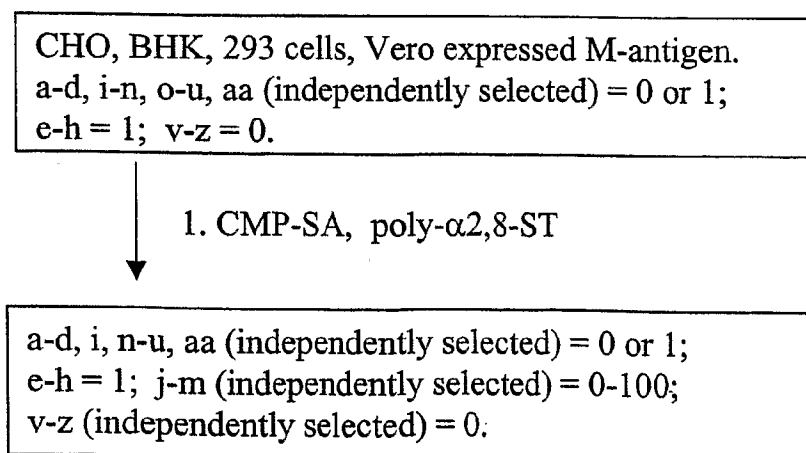 CHO, BHK, 293 cells, Vero expressed M-antigen.
a-d, i-n, o-u, aa (independently selected) = 0 or 1;
e-h = 1; v-z = 0.
1. CMP-SA, poly-α2,8-ST
a-d, i, n-u, aa (independently selected) = 0 or 1;
e-h = 1; j-m (independently selected) = 0-100;
v-z (independently selected) = 0.